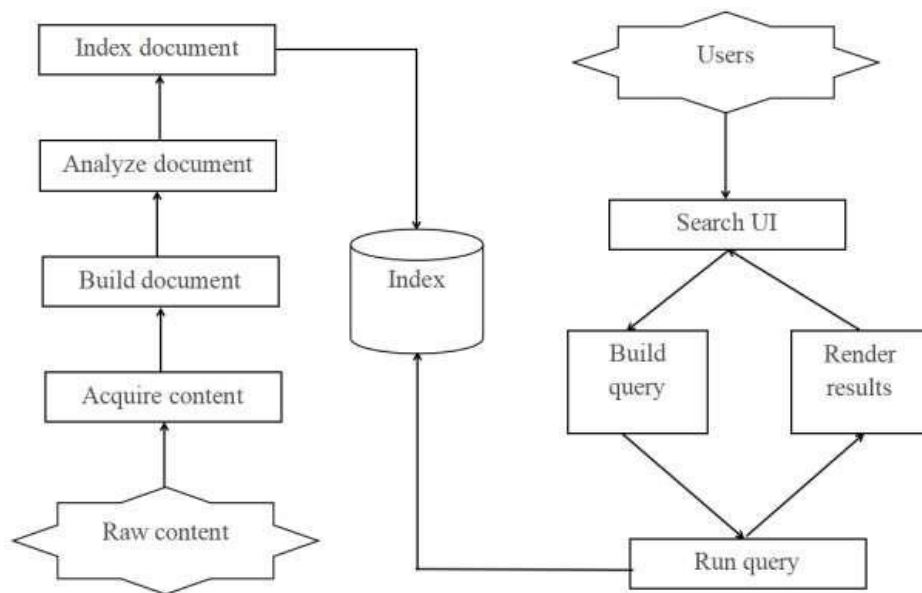 Index document
Analyze document
Build document
Acquire content
Raw content
Index
Users
Search UI
Build
query
Render
results
Run query